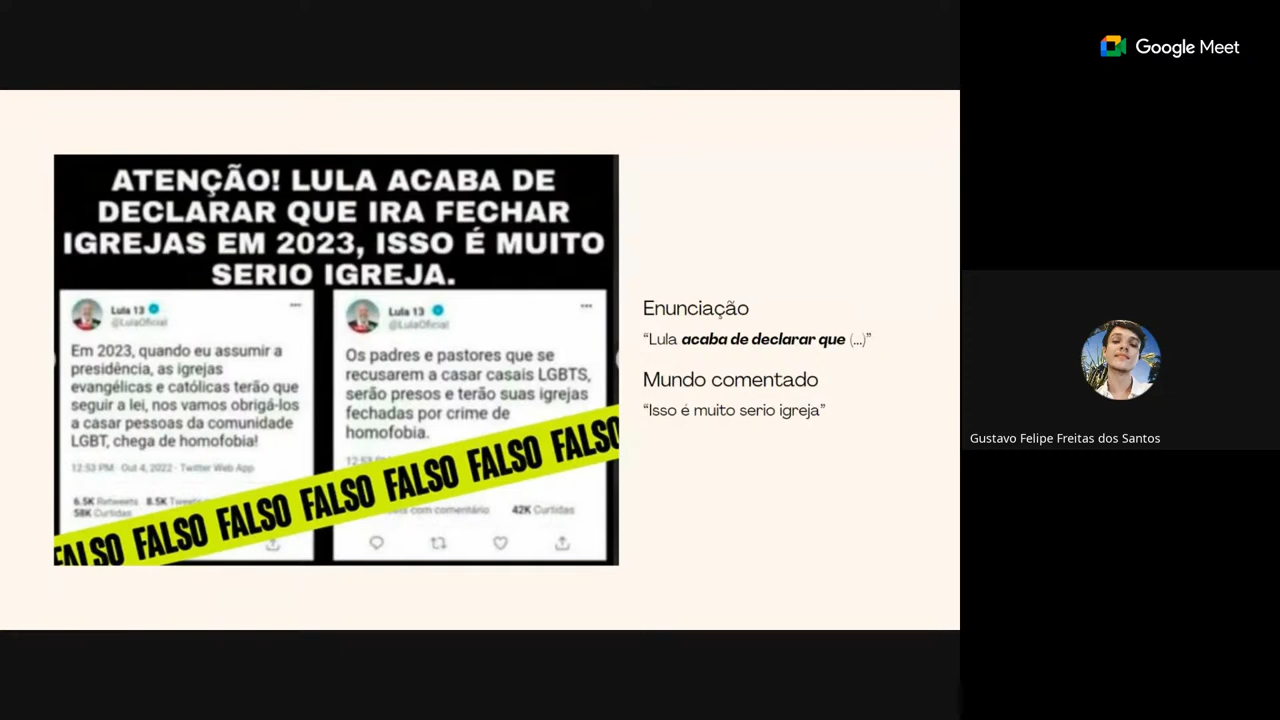 Google Meet
ATENÇÃO! LULA ACABA DE
DECLARAR QUE IRA FECHAR
IGREJAS EM 2023, ISSO É MUITO
SERIO IGREJA.
Lula 13
@LulaOficial
Em 2023, quando eu assumir a
presidência, as igrejas
evangélicas e católicas terão que
seguir a lei, nos vamos obrigá-los
a casar pessoas da comunidade
LGBT, chega de homofobia!
12:53 PM · Oct 4, 2022 · Twitter Web App
6.5K Retweets 8.5K
58K Curtidas
Lula 13
@LulaOficial
Os padres e pastores que se
recusarem a casar casais LGBTS,
serão presos e terão suas igrejas
fechadas por crime de
homofobia.
12:53
com comentário 42K Curtidas
FALSO FALSO FALSO FALSO FALSO FALSO FALSO
Enunciação
“Lula acaba de declarar que (...)”
Mundo comentado
“Isso é muito serio igreja”
Gustavo Felipe Freitas dos Santos